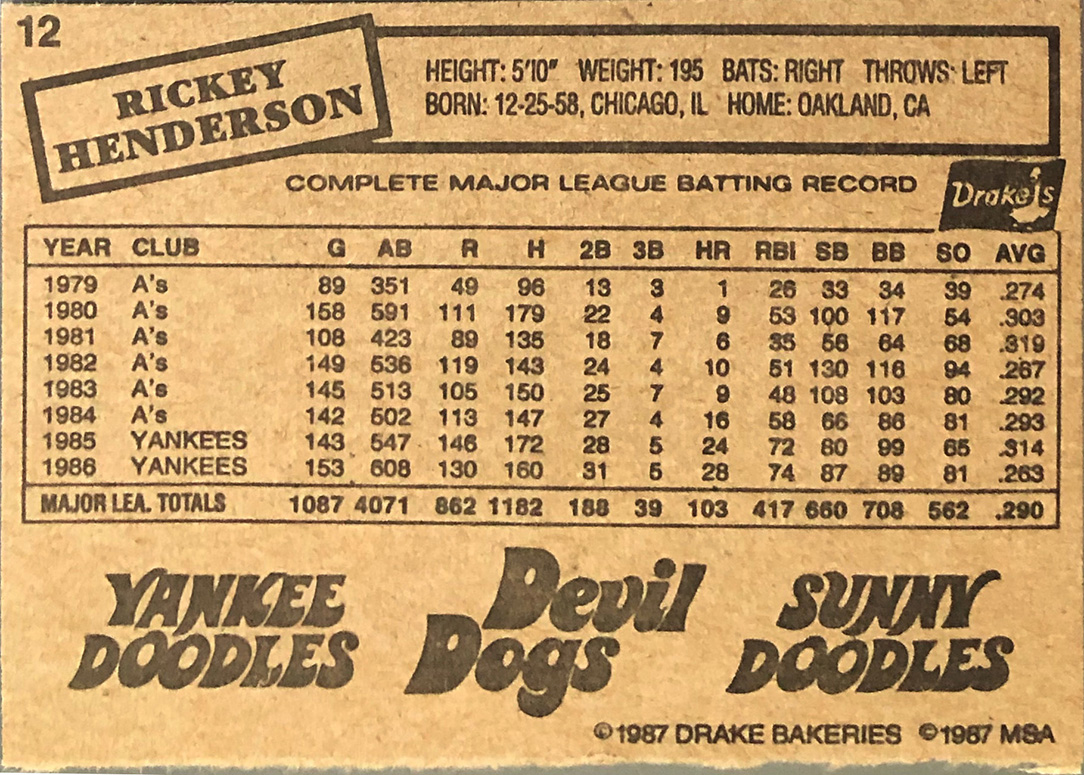 12
RICKEY
HENDERSON
HEIGHT: 5'10" WEIGHT: 195 BATS: RIGHT THROWS: LEFT
BORN: 12-25-58, CHICAGO, IL HOME: OAKLAND, CA
COMPLETE MAJOR LEAGUE BATTING RECORD
Drake's
YEAR CLUB G AB R H 2B 3B HR RBI SB BB SO AVG
1979 A's 89 351 49 96 13 3 1 26 33 34 39 .274
1980 A's 158 591 111 179 22 4 9 53 100 117 54 .303
1981 A's 108 423 89 135 18 7 6 35 56 64 68 .319
1982 A's 149 536 119 143 24 4 10 51 130 116 94 .267
1983 A's 145 513 105 150 25 7 9 48 108 103 80 .292
1984 A's 142 502 113 147 27 4 16 58 66 86 81 .293
1985 YANKEES 143 547 146 172 28 5 24 72 80 99 65 .314
1986 YANKEES 153 608 130 160 31 5 28 74 87 89 81 .263
MAJOR LEA. TOTALS 1087 4071 862 1182 188 39 103 417 660 708 562 .290
YANKEE
DOODLES
Devil
Dogs
SUNNY
DOODLES
©1987 DRAKE BAKERIES ©1987 MSA